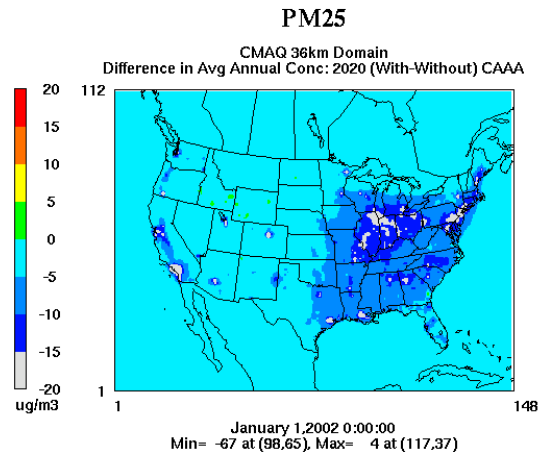 PM25
CMAQ 36km Domain
Difference in Avg Annual Conc: 2020 (With-Without) CAAA
20
15
10
5
0
-5
-10
-15
-20
ug/m3
112
1
1
148
January 1,2002 0:00:00
Min= -67 at (98,65), Max= 4 at (117,37)